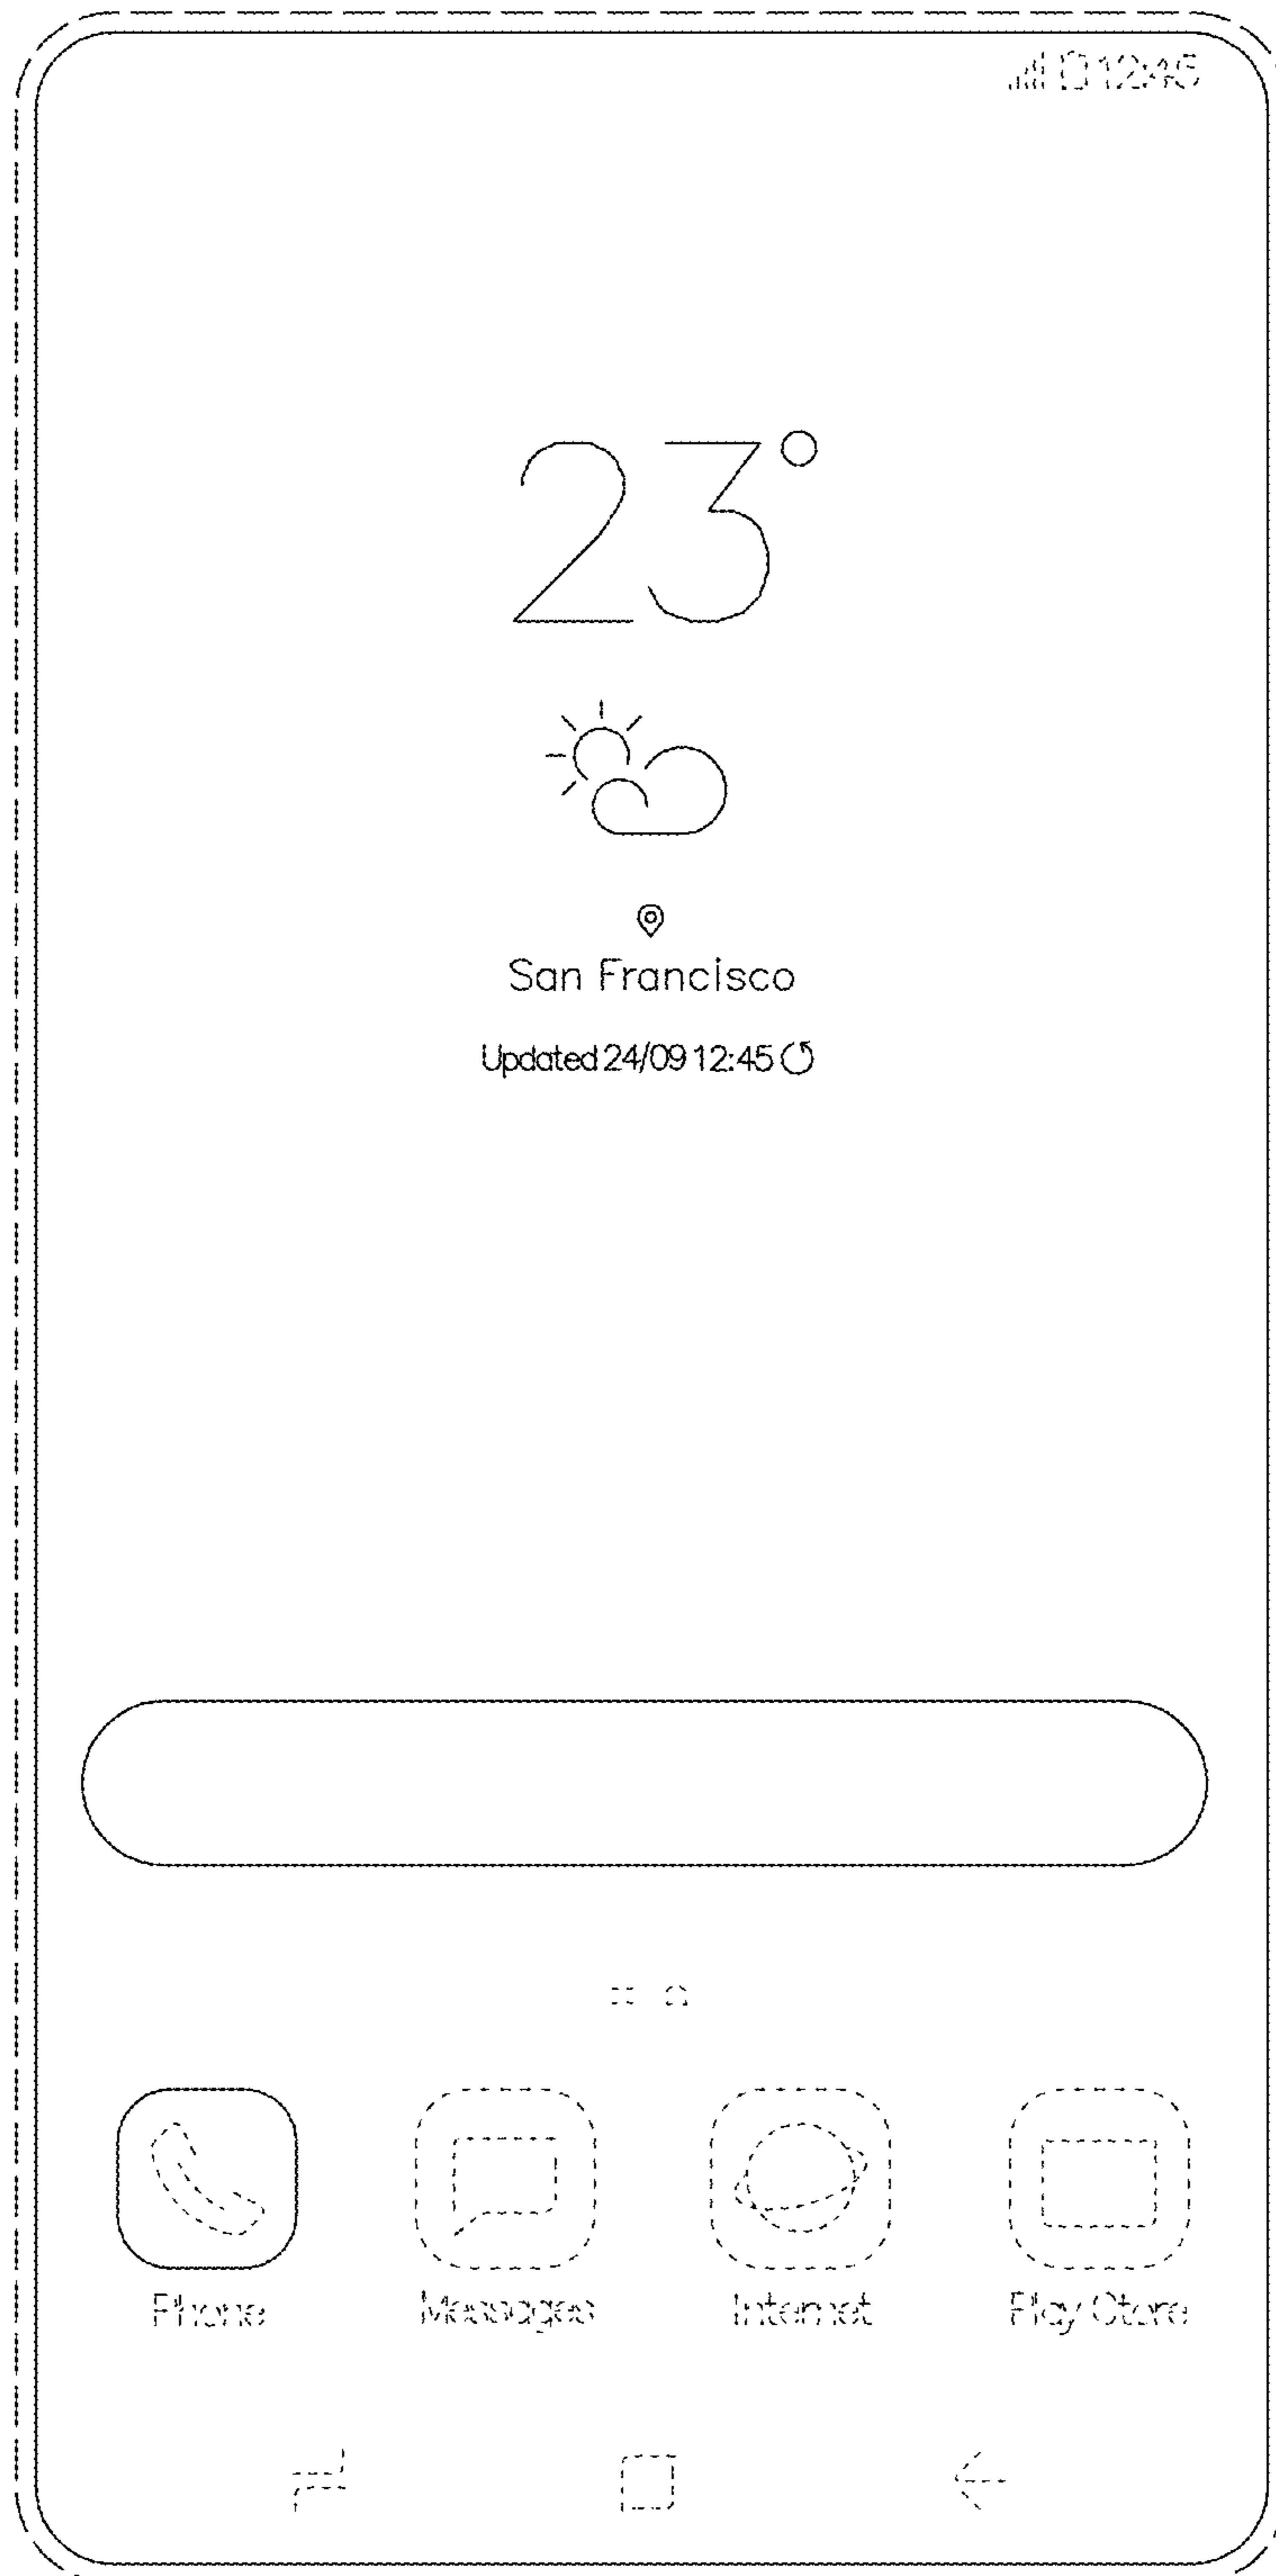 12:45
23°
San Francisco
Updated 24/09 12:45
Phone Messages Internet Play Store